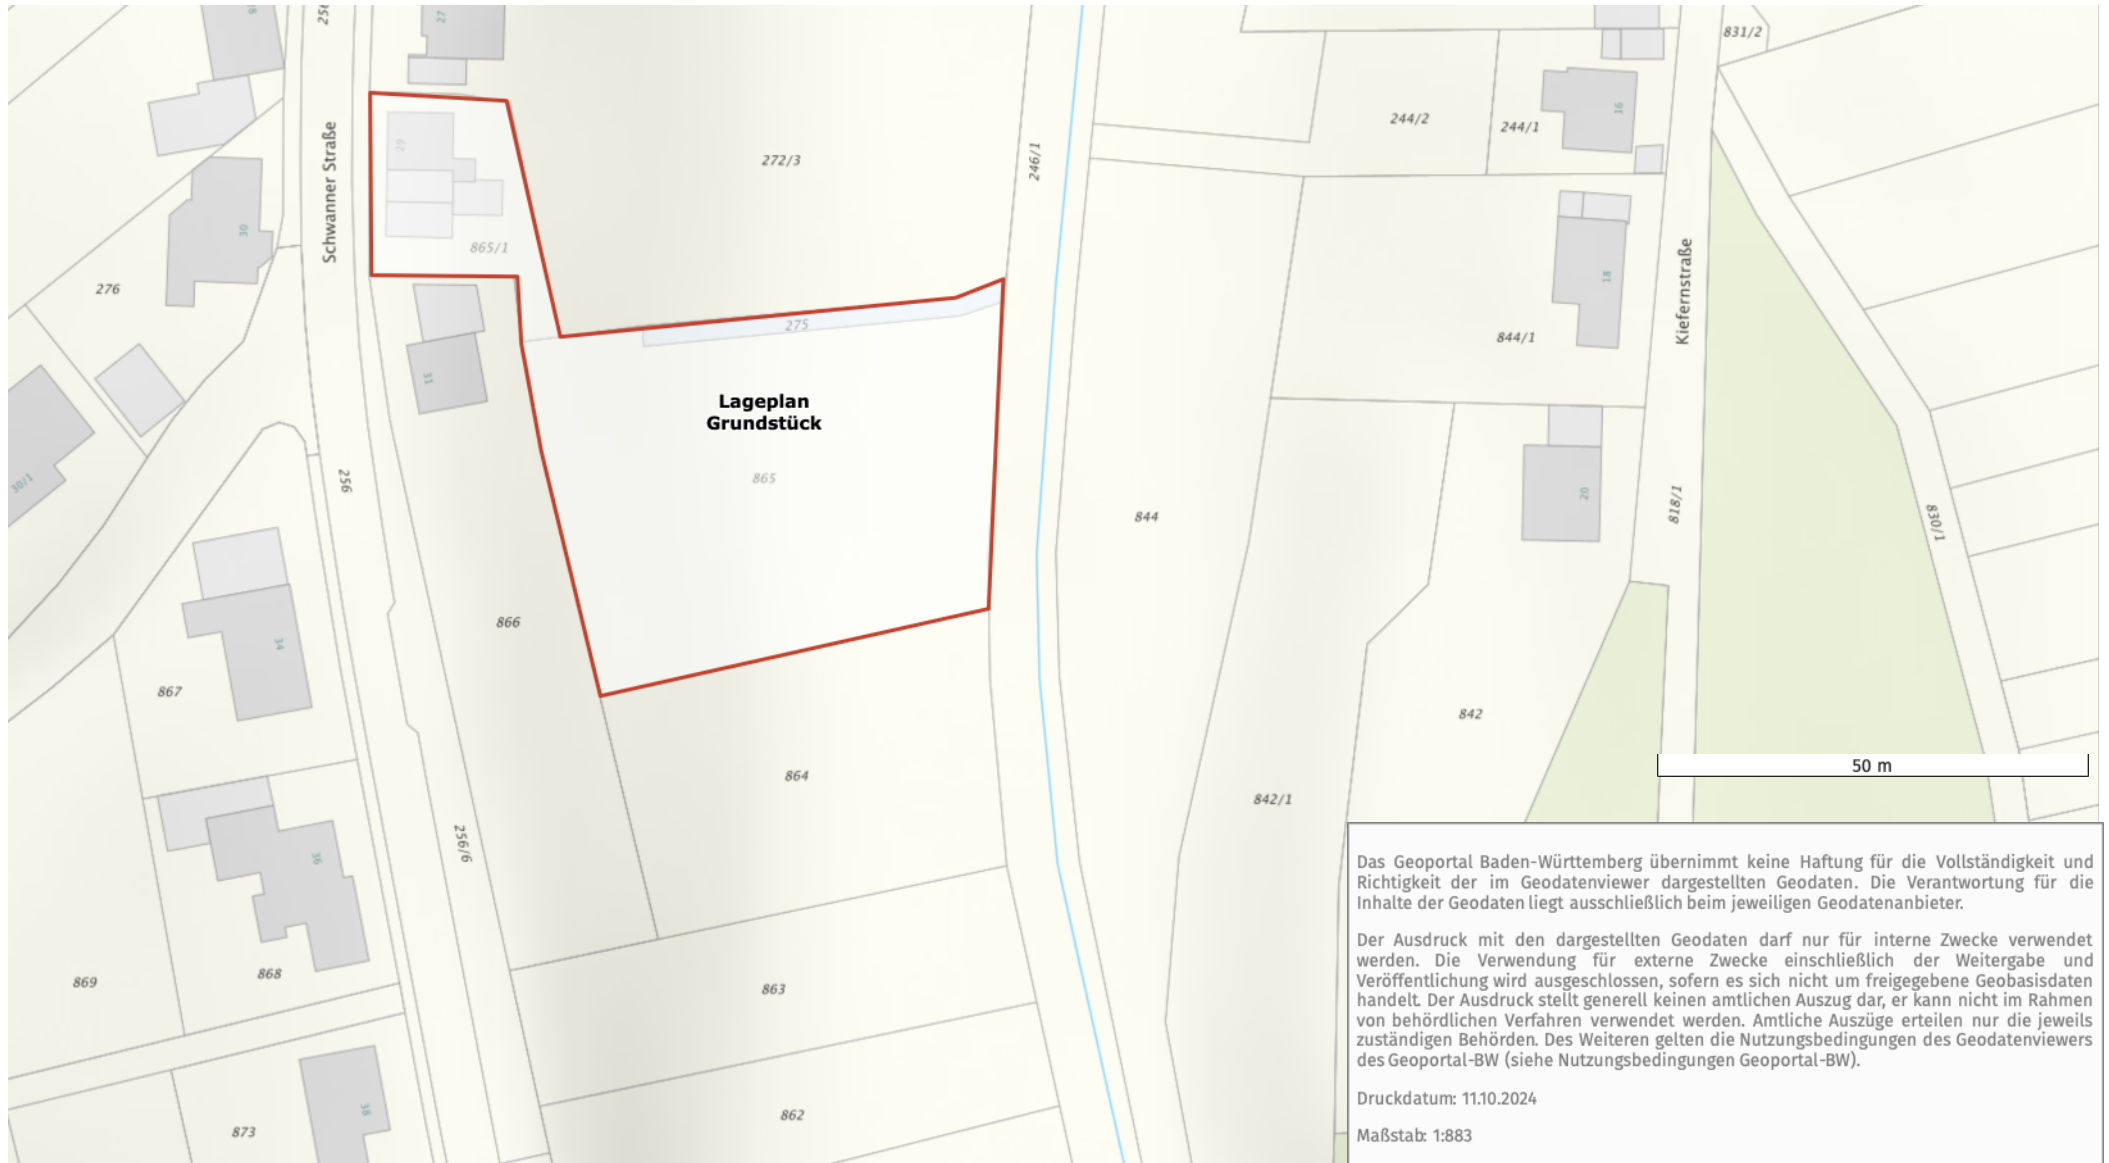 28
256
27
831/2
29
Schwanner Straße
272/3
246/1
244/2
244/1
16
30
865/1
276
275
18
Kiefernstraße
844/1
31
Lageplan
Grundstück
865
30/1
256
20
818/1
844
830/1
866
34
867
842
50 m
864
842/1
256/6
36
869
868
863
873
38
862
Das Geoportal Baden-Württemberg übernimmt keine Haftung für die Vollständigkeit und
Richtigkeit der im Geodatenviewer dargestellten Geodaten. Die Verantwortung für die
Inhalte der Geodaten liegt ausschließlich beim jeweiligen Geodatenanbieter.
Der Ausdruck mit den dargestellten Geodaten darf nur für interne Zwecke verwendet
werden. Die Verwendung für externe Zwecke einschließlich der Weitergabe und
Veröffentlichung wird ausgeschlossen, sofern es sich nicht um freigegebene Geobasisdaten
handelt. Der Ausdruck stellt generell keinen amtlichen Auszug dar, er kann nicht im Rahmen
von behördlichen Verfahren verwendet werden. Amtliche Auszüge erteilen nur die jeweils
zuständigen Behörden. Des Weiteren gelten die Nutzungsbedingungen des Geodatenviewers
des Geoportal-BW (siehe Nutzungsbedingungen Geoportal-BW).
Druckdatum: 11.10.2024
Maßstab: 1:883